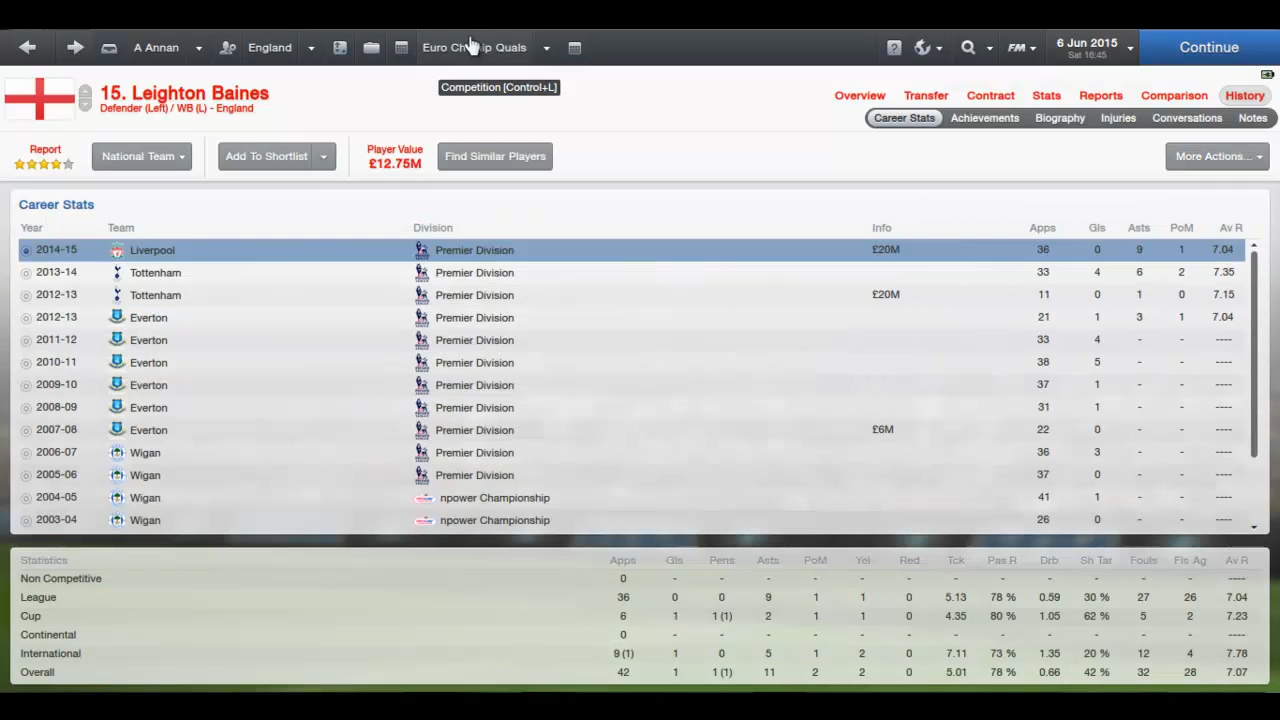 A Annan England Euro Ch ip Quals FM 6 Jun 2015 Sat 16:45 Continue
Competition [Control+L]
15. Leighton Baines
Defender (Left) / WB (L) - England
Overview Transfer Contract Stats Reports Comparison History
Career Stats Achievements Biography Injuries Conversations Notes
Report National Team Add To Shortlist Player Value £12.75M Find Similar Players More Actions...
Career Stats
Year Team Division Info Apps Gls Asts PoM Av R
2014-15 Liverpool Premier Division £20M 36 0 9 1 7.04
2013-14 Tottenham Premier Division 33 4 6 2 7.35
2012-13 Tottenham Premier Division £20M 11 0 1 0 7.15
2012-13 Everton Premier Division 21 1 3 1 7.04
2011-12 Everton Premier Division 33 4 - - ----
2010-11 Everton Premier Division 38 5 - - ----
2009-10 Everton Premier Division 37 1 - - ----
2008-09 Everton Premier Division 31 1 - - ----
2007-08 Everton Premier Division £6M 22 0 - - ----
2006-07 Wigan Premier Division 36 3 - - ----
2005-06 Wigan Premier Division 37 0 - - ----
2004-05 Wigan npower Championship 41 1 - - ----
2003-04 Wigan npower Championship 26 0 - - ----
Statistics Apps Gls Pens Asts PoM Yel Red Tck Pas R Drb Sh Tar Fouls Fls Ag Av R
Non Competitive 0 - - - - - - - - - - - - ----
League 36 0 0 9 1 1 0 5.13 78 % 0.59 30 % 27 26 7.04
Cup 6 1 1 (1) 2 1 1 0 4.35 80 % 1.05 62 % 5 2 7.23
Continental 0 - - - - - - - - - - - - ----
International 9 (1) 1 0 5 1 2 0 7.11 73 % 1.35 20 % 12 4 7.78
Overall 42 1 1 (1) 11 2 2 0 5.01 78 % 0.66 42 % 32 28 7.07